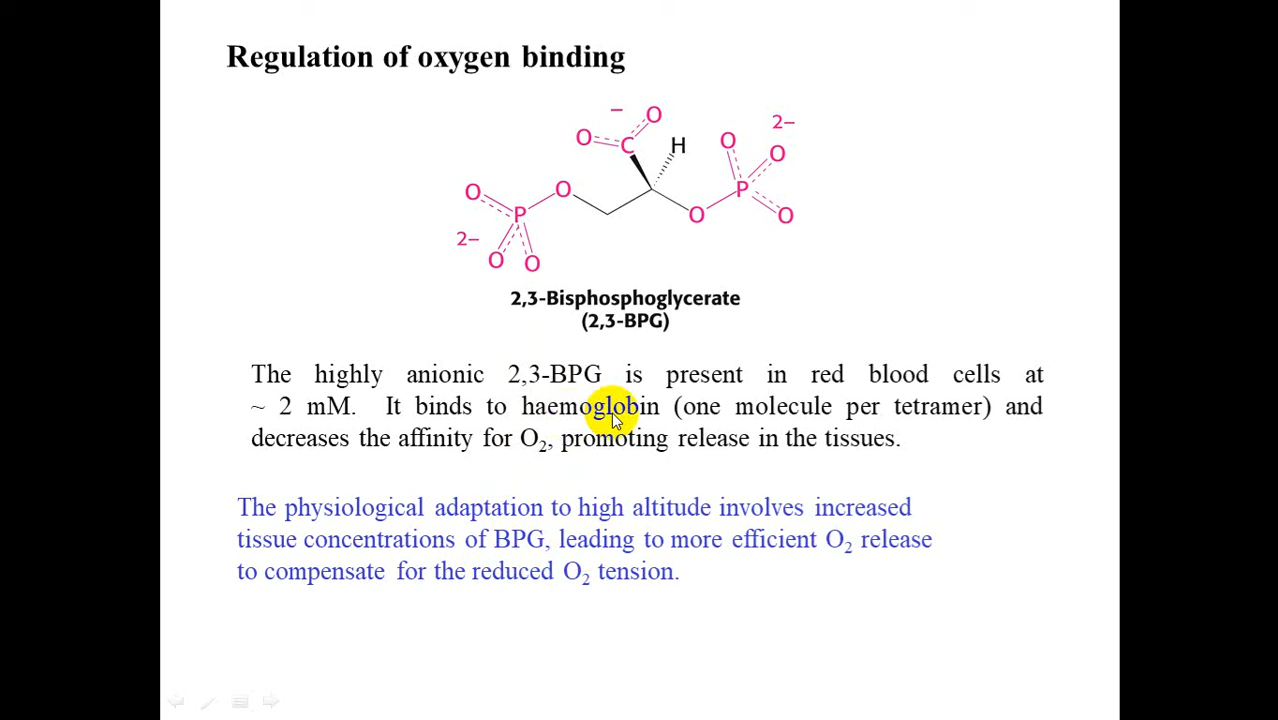 Regulation of oxygen binding
− O
2−
O C H O O
O O P
O P O O
2−
O O
2,3-Bisphosphoglycerate
(2,3-BPG)
The highly anionic 2,3-BPG is present in red blood cells at
~ 2 mM. It binds to haemoglobin (one molecule per tetramer) and
decreases the affinity for O₂, promoting release in the tissues.
The physiological adaptation to high altitude involves increased
tissue concentrations of BPG, leading to more efficient O₂ release
to compensate for the reduced O₂ tension.